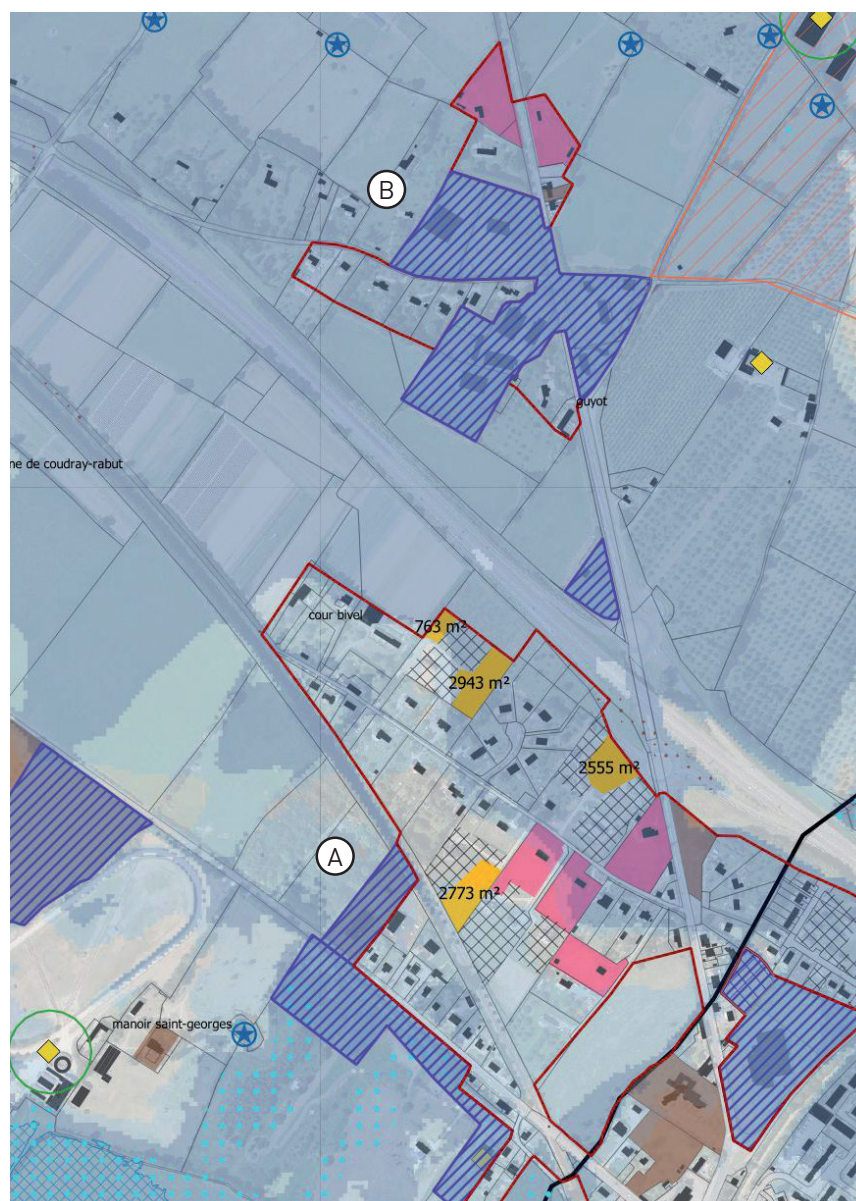 B
guyot
ne de coudray-rabut
cour bivel
763 m²
2943 m²
2555 m²
A
2773 m²
manoir saint-georges